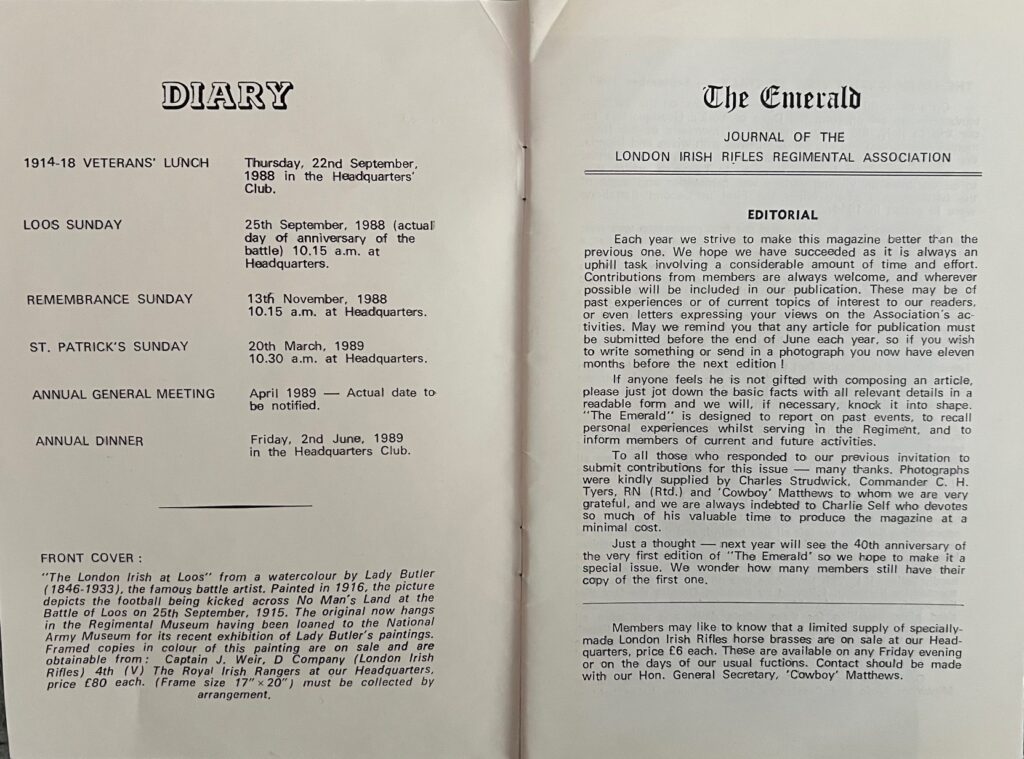 DIARY
1914-18 VETERANS' LUNCH
Thursday, 22nd September,
1988 in the Headquarters'
Club.
LOOS SUNDAY
25th September, 1988 (actual
day of anniversary of the
battle) 10.15 a.m. at
Headquarters.
REMEMBRANCE SUNDAY
13th November, 1988
10.15 a.m. at Headquarters.
ST. PATRICK'S SUNDAY
20th March, 1989
10.30 a.m. at Headquarters.
ANNUAL GENERAL MEETING
April 1989 — Actual date to
be notified.
ANNUAL DINNER
Friday, 2nd June, 1989
in the Headquarters Club.
FRONT COVER :
"The London Irish at Loos" from a watercolour by Lady Butler
(1846-1933), the famous battle artist. Painted in 1916, the picture
depicts the football being kicked across No Man's Land at the
Battle of Loos on 25th September, 1915. The original now hangs
in the Regimental Museum having been loaned to the National
Army Museum for its recent exhibition of Lady Butler's paintings.
Framed copies in colour of this painting are on sale and are
obtainable from : Captain J. Weir, D Company (London Irish
Rifles) 4th (V) The Royal Irish Rangers at our Headquarters,
price £80 each. (Frame size 17" × 20") must be collected by
arrangement.
The Emerald
JOURNAL OF THE
LONDON IRISH RIFLES REGIMENTAL ASSOCIATION
EDITORIAL
Each year we strive to make this magazine better than the
previous one. We hope we have succeeded as it is always an
uphill task involving a considerable amount of time and effort.
Contributions from members are always welcome, and wherever
possible will be included in our publication. These may be of
past experiences or of current topics of interest to our readers,
or even letters expressing your views on the Association's ac-
tivities. May we remind you that any article for publication must
be submitted before the end of June each year, so if you wish
to write something or send in a photograph you now have eleven
months before the next edition !
If anyone feels he is not gifted with composing an article,
please just jot down the basic facts with all relevant details in a
readable form and we will, if necessary, knock it into shape.
"The Emerald" is designed to report on past events, to recall
personal experiences whilst serving in the Regiment, and to
inform members of current and future activities.
To all those who responded to our previous invitation to
submit contributions for this issue — many thanks. Photographs
were kindly supplied by Charles Strudwick, Commander C. H.
Tyers, RN (Rtd.) and 'Cowboy' Matthews to whom we are very
grateful, and we are always indebted to Charlie Self who devotes
so much of his valuable time to produce the magazine at a
minimal cost.
Just a thought — next year will see the 40th anniversary of
the very first edition of "The Emerald' so we hope to make it a
special issue. We wonder how many members still have their
copy of the first one.
Members may like to know that a limited supply of specially-
made London Irish Rifles horse brasses are on sale at our Head-
quarters, price £6 each. These are available on any Friday evening
or on the days of our usual fuctions. Contact should be made
with our Hon. General Secretary, 'Cowboy' Matthews.